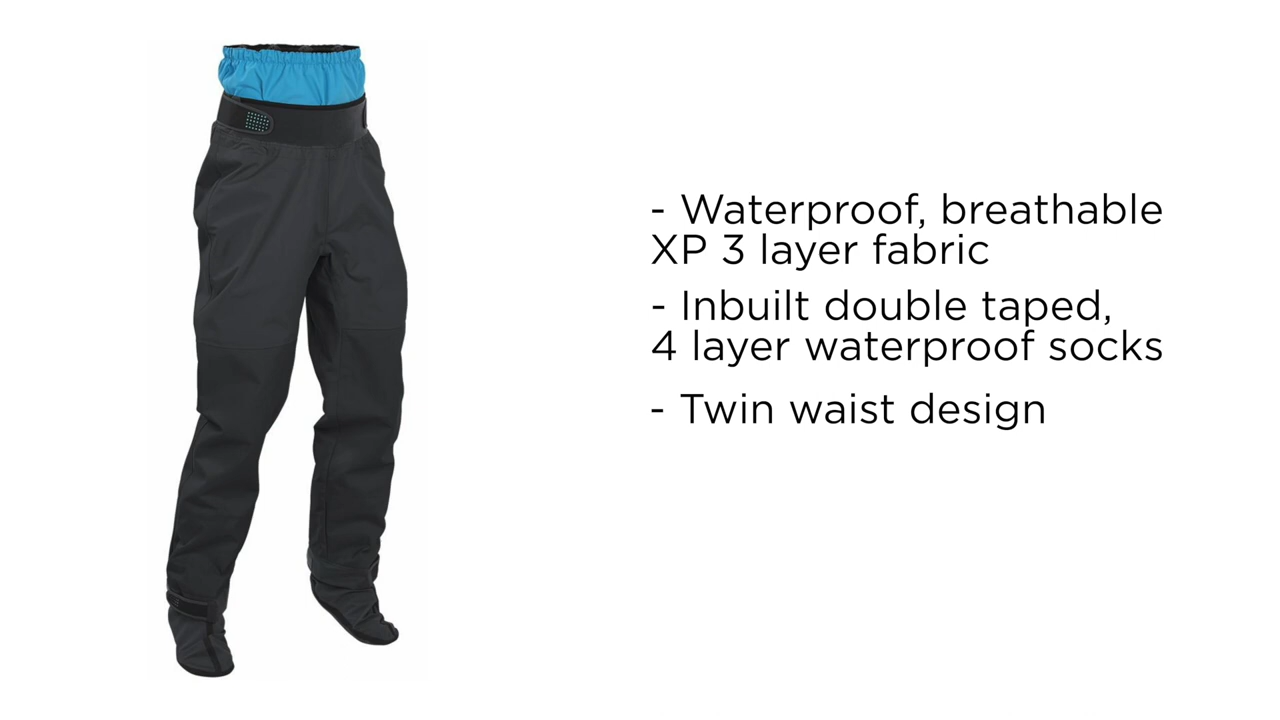 - Waterproof, breathable
XP 3 layer fabric
- Inbuilt double taped,
4 layer waterproof socks
- Twin waist design